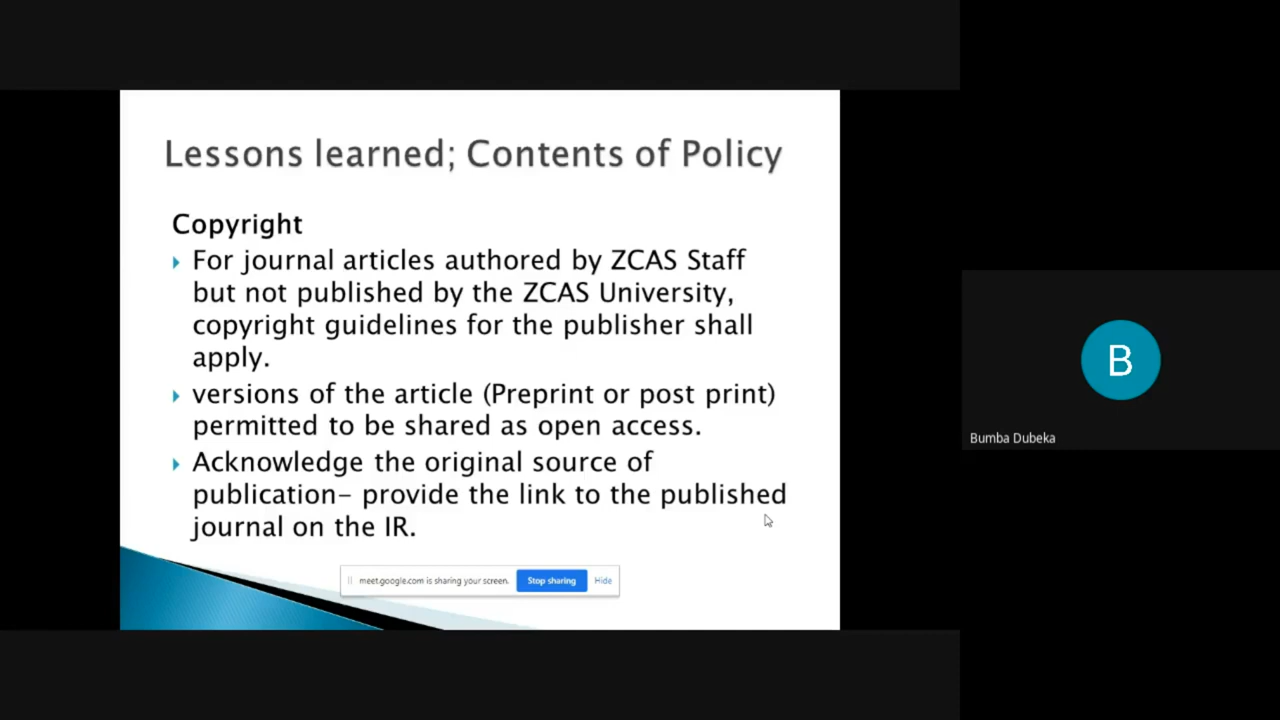 Lessons learned; Contents of Policy
Copyright
For journal articles authored by ZCAS Staff
but not published by the ZCAS University,
copyright guidelines for the publisher shall
apply.
versions of the article (Preprint or post print)
permitted to be shared as open access.
Acknowledge the original source of
publication– provide the link to the published
journal on the IR.
meet.google.com is sharing your screen. Stop sharing Hide
B
Bumba Dubeka